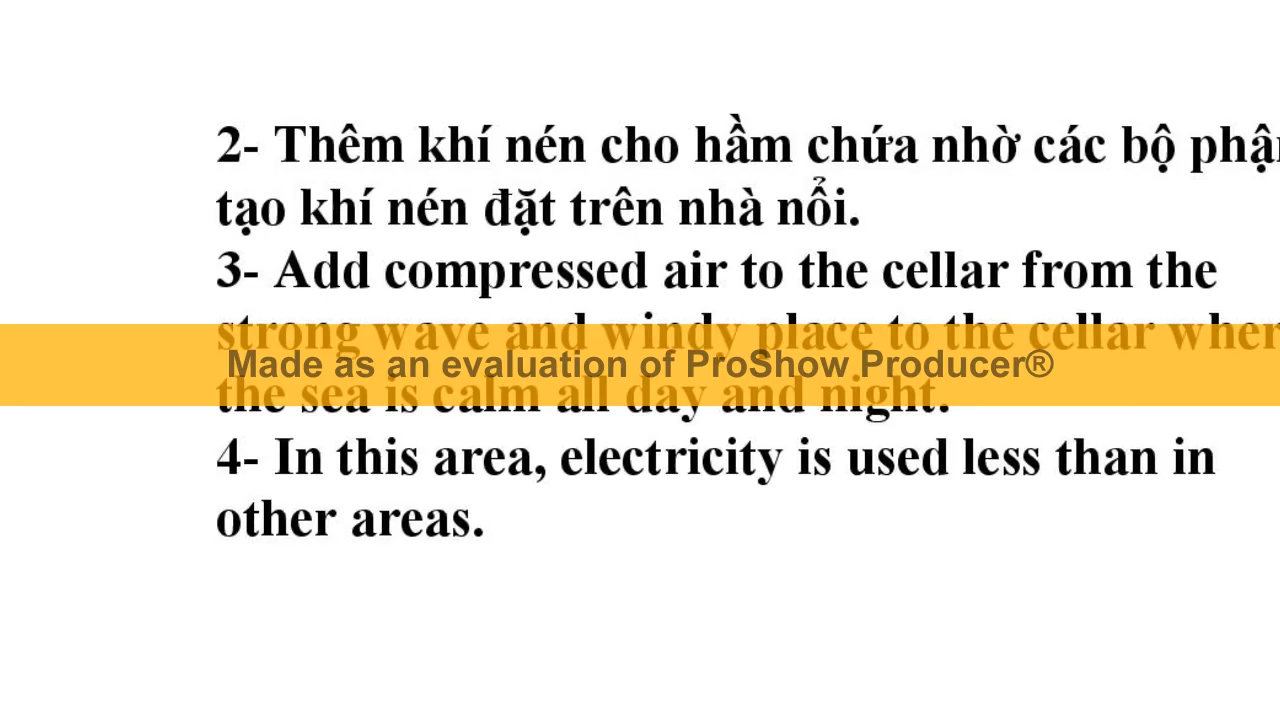 2- Thêm khí nén cho hầm chứa nhờ các bộ phận
tạo khí nén đặt trên nhà nổi.
3- Add compressed air to the cellar from the
strong wave and windy place to the cellar wher
Made as an evaluation of ProShow Producer®
the sea is calm all day and night.
4- In this area, electricity is used less than in
other areas.